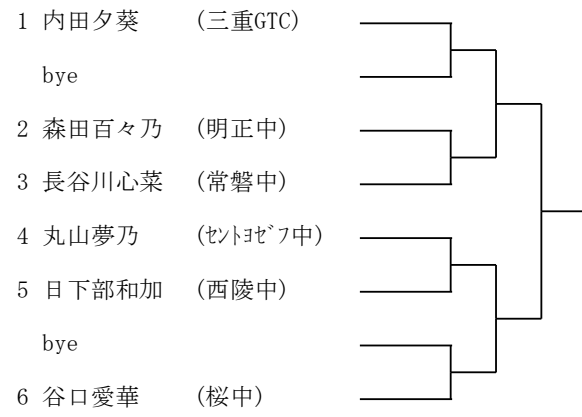 1 内田夕葵 (三重GTC)
bye
2 森田百々乃 (明正中)
3 長谷川心菜 (常磐中)
4 丸山夢乃 (ｾﾝﾄﾖｾﾞﾌ中)
5 日下部和加 (西陵中)
bye
6 谷口愛華 (桜中)